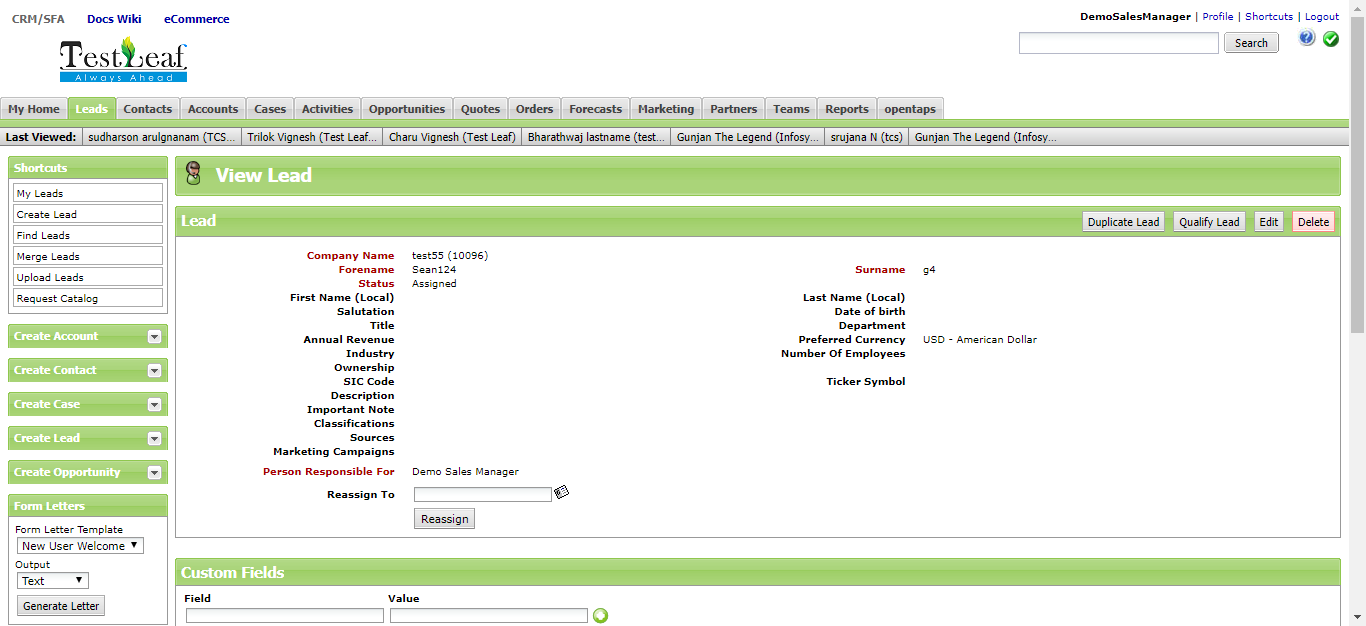 CRM/SFA Docs Wiki eCommerce
DemoSalesManager | Profile | Shortcuts | Logout
TestLeaf
Always Ahead
Search
My Home Leads Contacts Accounts Cases Activities Opportunities Quotes Orders Forecasts Marketing Partners Teams Reports opentaps
Last Viewed: sudharson arulgnanam (TCS... Trilok Vignesh (Test Leaf... Charu Vignesh (Test Leaf) Bharathwaj lastname (test... Gunjan The Legend (Infosy... srujana N (tcs) Gunjan The Legend (Infosy...
Shortcuts
My Leads
Create Lead
Find Leads
Merge Leads
Upload Leads
Request Catalog
Create Account
Create Contact
Create Case
Create Lead
Create Opportunity
Form Letters
Form Letter Template
New User Welcome
Output
Text
Generate Letter
View Lead
Lead Duplicate Lead Qualify Lead Edit Delete
Company Name test55 (10096)
Forename Sean124 Surname g4
Status Assigned
First Name (Local) Last Name (Local)
Salutation Date of birth
Title Department
Annual Revenue Preferred Currency USD - American Dollar
Industry Number Of Employees
Ownership
SIC Code Ticker Symbol
Description
Important Note
Classifications
Sources
Marketing Campaigns
Person Responsible For Demo Sales Manager
Reassign To
Reassign
Custom Fields
Field Value